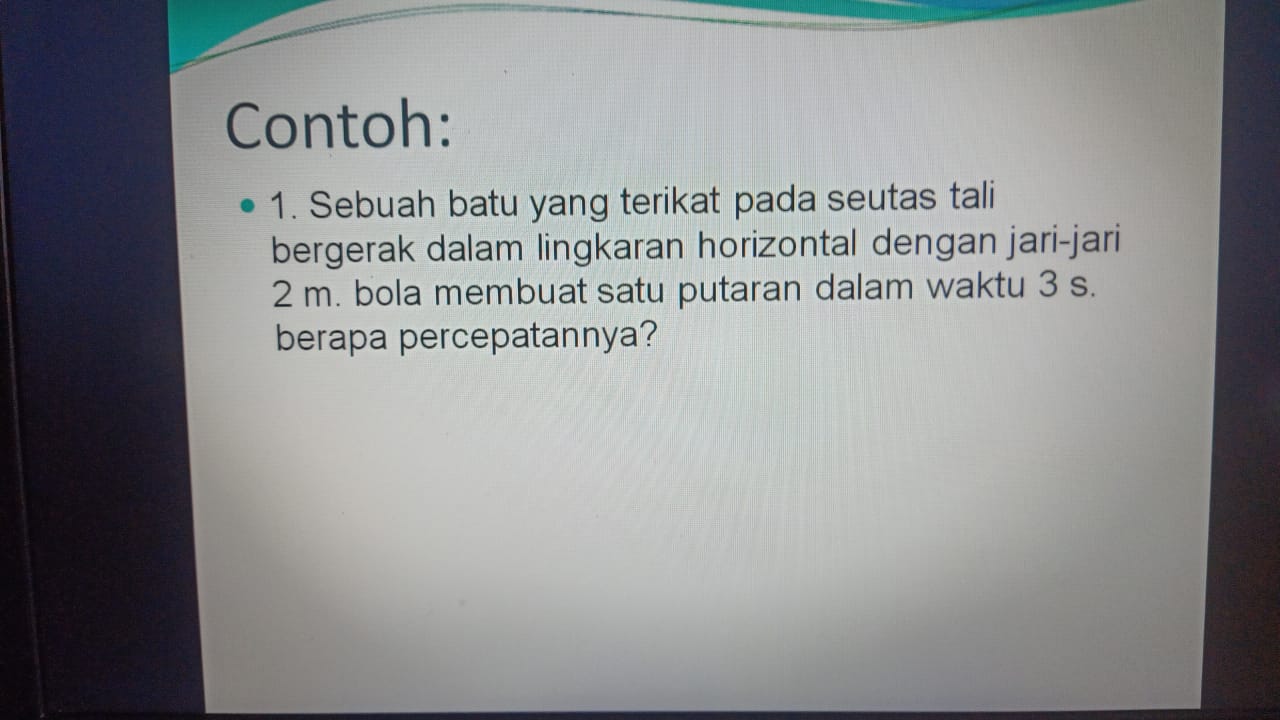 Contoh:
• 1. Sebuah batu yang terikat pada seutas tali
bergerak dalam lingkaran horizontal dengan jari-jari
2 m. bola membuat satu putaran dalam waktu 3 s.
berapa percepatannya?